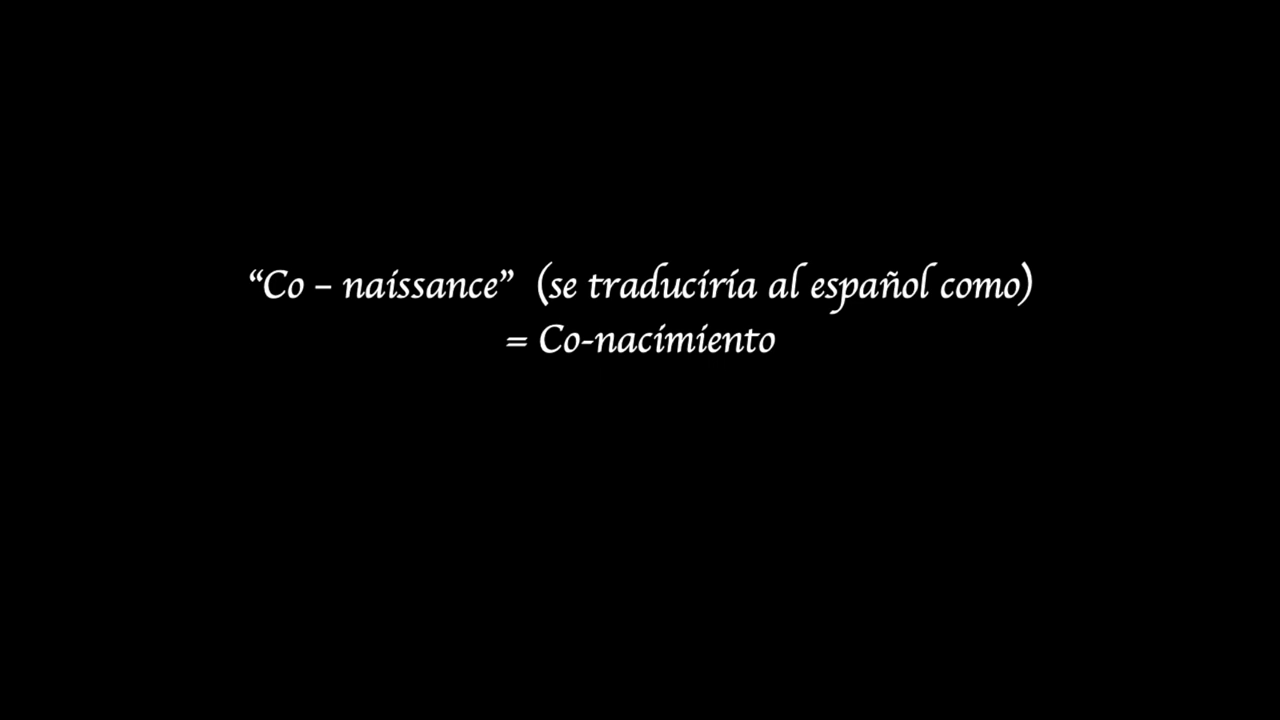 “Co – naissance” (se traduciría al español como)
= Co-nacimiento